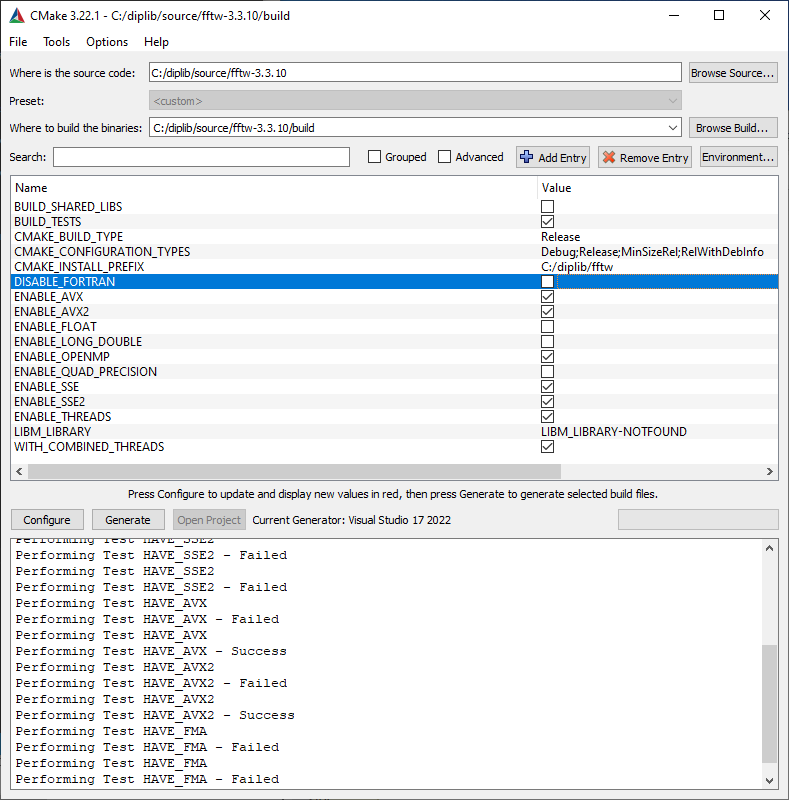 CMake 3.22.1 - C:/diplib/source/fftw-3.3.10/build
File Tools Options Help
Where is the source code: C:/diplib/source/fftw-3.3.10 Browse Source...
Preset: <custom>
Where to build the binaries: C:/diplib/source/fftw-3.3.10/build Browse Build...
Search: Grouped Advanced Add Entry Remove Entry Environment...
Name Value
BUILD_SHARED_LIBS
BUILD_TESTS
CMAKE_BUILD_TYPE Release
CMAKE_CONFIGURATION_TYPES Debug;Release;MinSizeRel;RelWithDebInfo
CMAKE_INSTALL_PREFIX C:/diplib/fftw
DISABLE_FORTRAN
ENABLE_AVX
ENABLE_AVX2
ENABLE_FLOAT
ENABLE_LONG_DOUBLE
ENABLE_OPENMP
ENABLE_QUAD_PRECISION
ENABLE_SSE
ENABLE_SSE2
ENABLE_THREADS
LIBM_LIBRARY LIBM_LIBRARY-NOTFOUND
WITH_COMBINED_THREADS
Press Configure to update and display new values in red, then press Generate to generate selected build files.
Configure Generate Open Project Current Generator: Visual Studio 17 2022
Performing Test HAVE_SSE2
Performing Test HAVE_SSE2 - Failed
Performing Test HAVE_SSE2
Performing Test HAVE_SSE2 - Failed
Performing Test HAVE_AVX
Performing Test HAVE_AVX - Failed
Performing Test HAVE_AVX
Performing Test HAVE_AVX - Success
Performing Test HAVE_AVX2
Performing Test HAVE_AVX2 - Failed
Performing Test HAVE_AVX2
Performing Test HAVE_AVX2 - Success
Performing Test HAVE_FMA
Performing Test HAVE_FMA - Failed
Performing Test HAVE_FMA
Performing Test HAVE_FMA - Failed